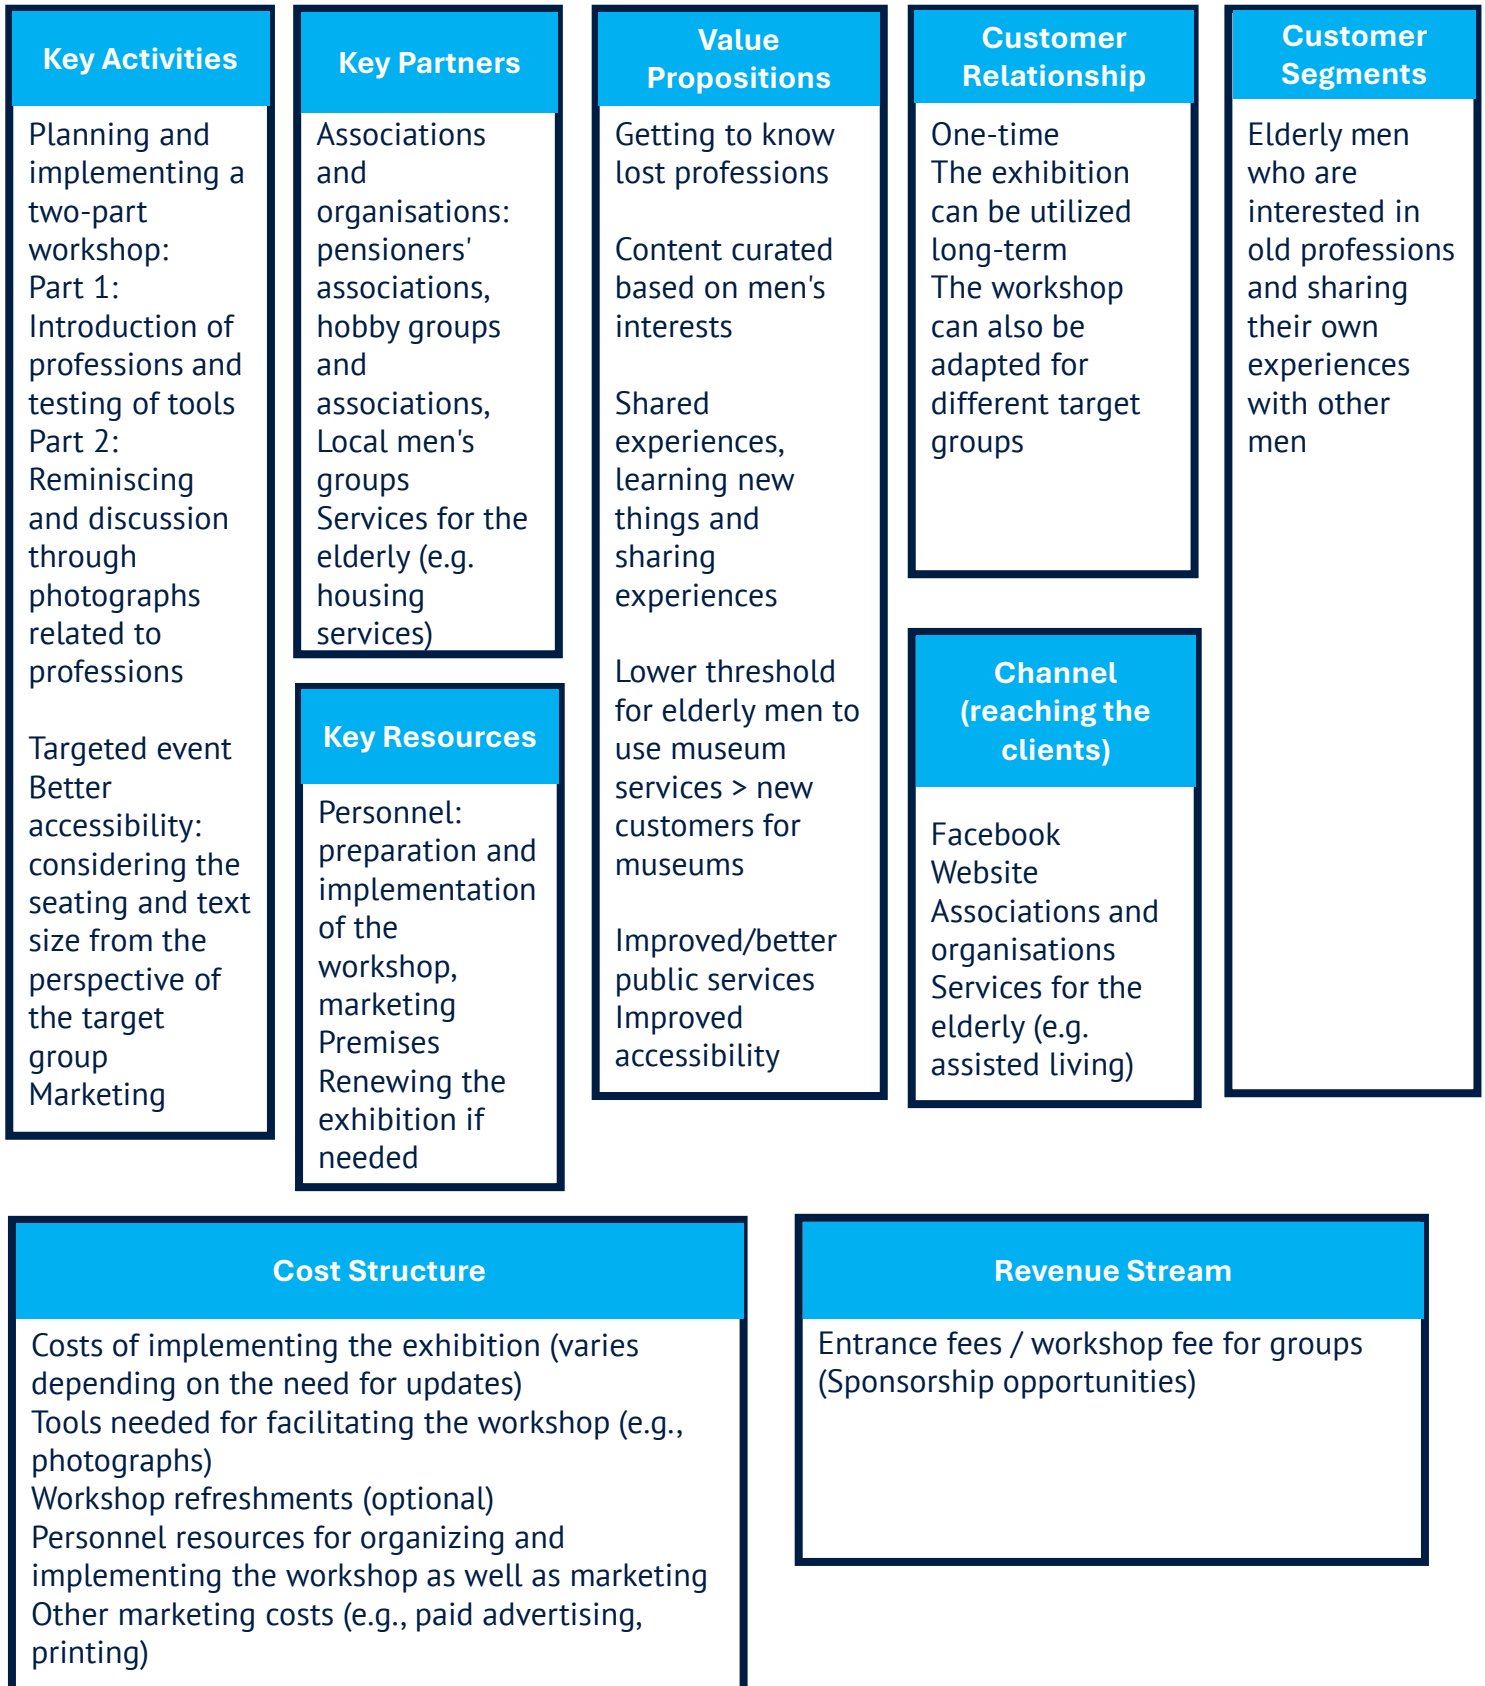 Key Activities
Planning and
implementing a
two-part
workshop:
Part 1:
Introduction of
professions and
testing of tools
Part 2:
Reminiscing
and discussion
through
photographs
related to
professions
Targeted event
Better
accessibility:
considering the
seating and text
size from the
perspective of
the target
group
Marketing
Key Partners
Associations
and
organisations:
pensioners'
associations,
hobby groups
and
associations,
Local men's
groups
Services for the
elderly (e.g.
housing
services)
Key Resources
Personnel:
preparation and
implementation
of the
workshop,
marketing
Premises
Renewing the
exhibition if
needed
Value
Propositions
Getting to know
lost professions
Content curated
based on men's
interests
Shared
experiences,
learning new
things and
sharing
experiences
Lower threshold
for elderly men to
use museum
services > new
customers for
museums
Improved/better
public services
Improved
accessibility
Customer
Relationship
One-time
The exhibition
can be utilized
long-term
The workshop
can also be
adapted for
different target
groups
Channel
(reaching the
clients)
Facebook
Website
Associations and
organisations
Services for the
elderly (e.g.
assisted living)
Customer
Segments
Elderly men
who are
interested in
old professions
and sharing
their own
experiences
with other
men
Cost Structure
Costs of implementing the exhibition (varies
depending on the need for updates)
Tools needed for facilitating the workshop (e.g.,
photographs)
Workshop refreshments (optional)
Personnel resources for organizing and
implementing the workshop as well as marketing
Other marketing costs (e.g., paid advertising,
printing)
Revenue Stream
Entrance fees / workshop fee for groups
(Sponsorship opportunities)